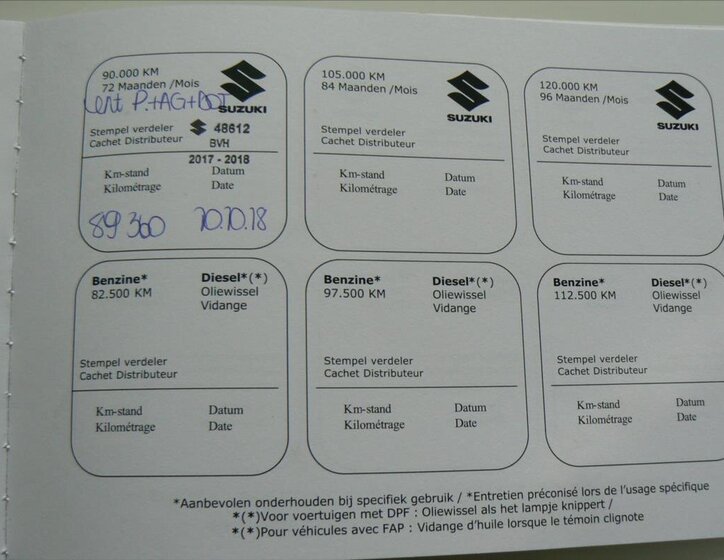 90.000 KM
72 Maanden /Mois
ent P.+AG+DOT
SUZUKI
Stempel verdeler 48612
Cachet Distributeur BVH
2017 - 2018
Km-stand Datum
Kilométrage Date
89360 10.10.18
105.000 KM
84 Maanden/Mois
SUZUKI
Stempel verdeler
Cachet Distributeur
Km-stand Datum
Kilométrage Date
120.000 KM
96 Maanden/Mois
SUZUKI
Stempel verdeler
Cachet Distributeur
Km-stand Datum
Kilométrage Date
Benzine* Diesel*(*)
82.500 KM Oliewissel
Vidange
Stempel verdeler
Cachet Distributeur
Km-stand Datum
Kilométrage Date
Benzine* Diesel*(*)
97.500 KM Oliewissel
Vidange
Stempel verdeler
Cachet Distributeur
Km-stand Datum
Kilométrage Date
Benzine* Diesel*(*)
112.500 KM Oliewissel
Vidange
Stempel verdeler
Cachet Distributeur
Km-stand Datum
Kilométrage Date
*Aanbevolen onderhouden bij specifiek gebruik / *Entretien préconisé lors de l'usage spécifique
*(*)Voor voertuigen met DPF : Oliewissel als het lampje knippert /
*(*)Pour véhicules avec FAP : Vidange d'huile lorsque le témoin clignote